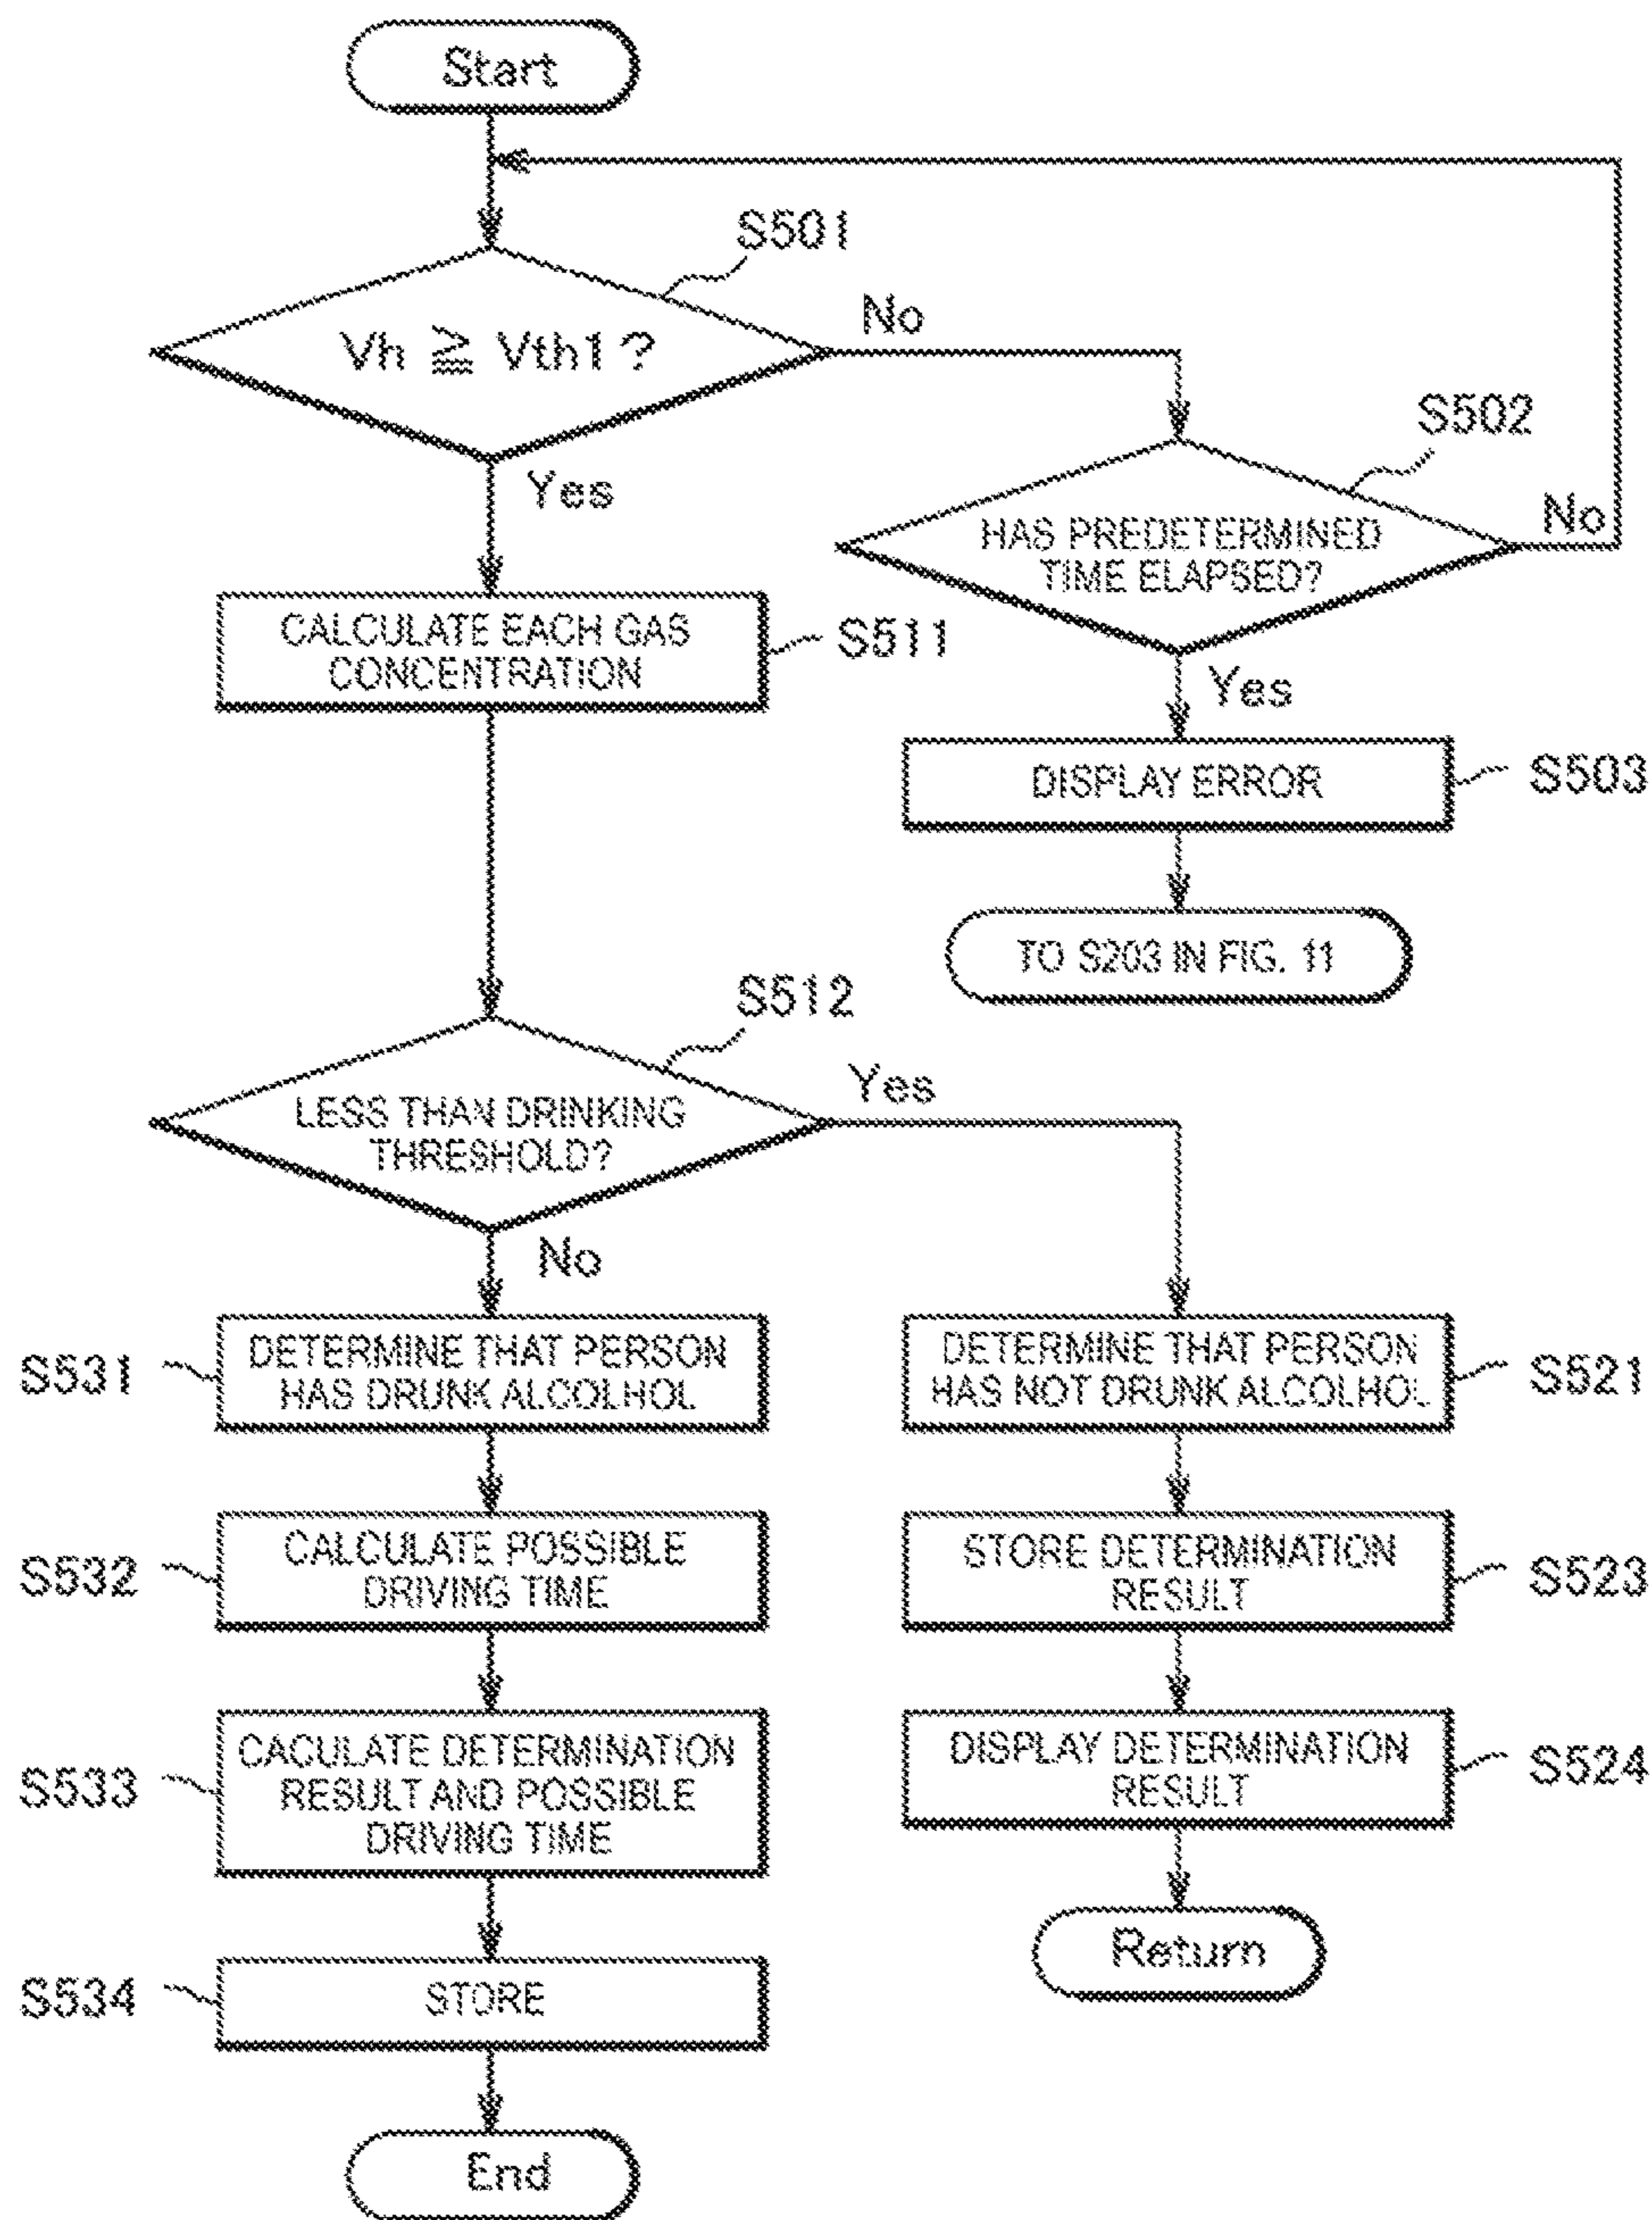 Start
S501
Vh ≧ Vth1 ?
No
Yes
S502
HAS PREDETERMINED
TIME ELAPSED?
No
Yes
CALCULATE EACH GAS
CONCENTRATION
S511
DISPLAY ERROR
S503
TO S203 IN FIG. 11
S512
LESS THAN DRINKING
THRESHOLD?
Yes
No
S531
DETERMINE THAT PERSON
HAS DRUNK ALCOLHOL
DETERMINE THAT PERSON
HAS NOT DRUNK ALCOLHOL
S521
S532
CALCULATE POSSIBLE
DRIVING TIME
STORE DETERMINATION
RESULT
S523
S533
CACULATE DETERMINATION
RESULT AND POSSIBLE
DRIVING TIME
DISPLAY DETERMINATION
RESULT
S524
S534
STORE
Return
End